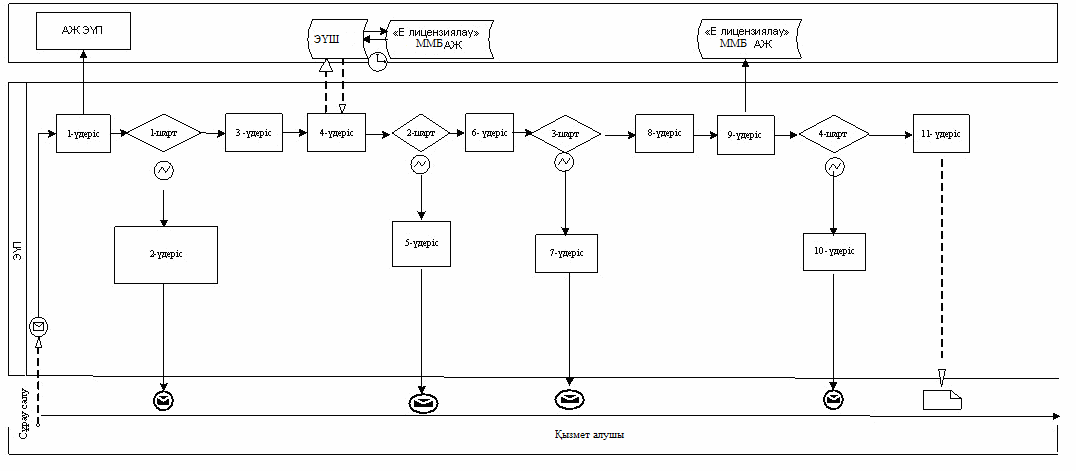 АЖ ЭҮП
ЭҮШ
«Е лицензиялау»
ММБ АЖ
«Е лицензиялау»
ММБ АЖ
1-үдеріс
1-шарт
3 -үдеріс
4-үдеріс
2-шарт
6- үдеріс
3-шарт
8-үдеріс
9-үдеріс
4-шарт
11- үдеріс
2-үдеріс
5-үдеріс
7-үдеріс
10- үдеріс
ЭҮП
Сұрау салу
Қызмет алушы